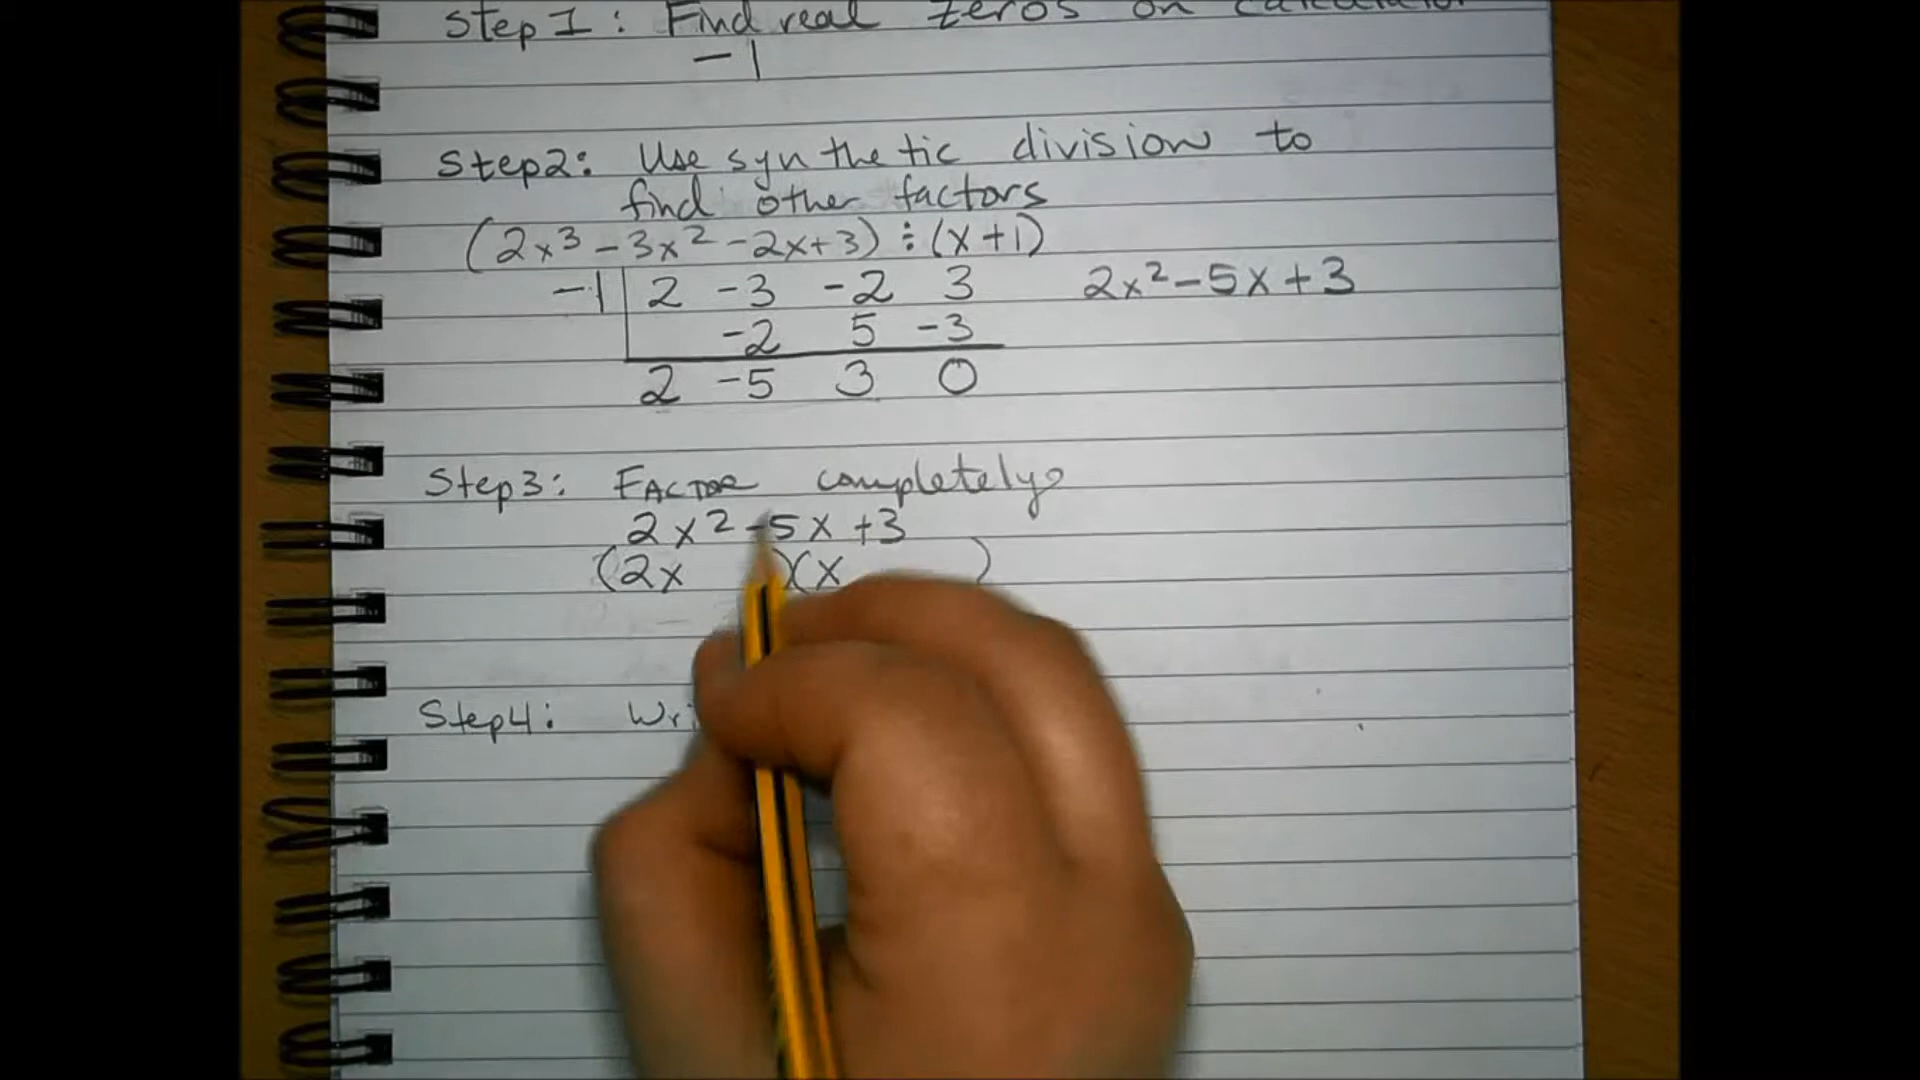 Step 1: Find real zeros on calculator
-1
Step2: Use synthetic division to
find other factors
(2x³ - 3x² - 2x+3) ÷ (x+1)
-1 2 -3 -2 3 2x² - 5x + 3
-2 5 -3
2 -5 3 0
Step3: FACTOR completely
2x² - 5x + 3
(2x )(x )
Step4: